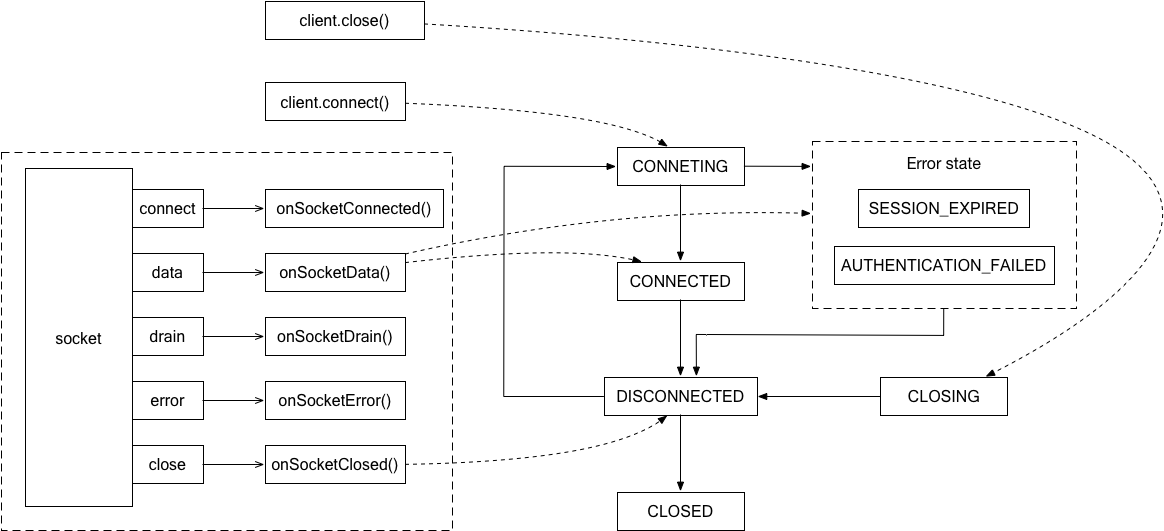 client.close()
client.connect()
CONNETING
Error state
SESSION_EXPIRED
AUTHENTICATION_FAILED
socket
connect
onSocketConnected()
data
onSocketData()
CONNECTED
drain
onSocketDrain()
error
onSocketError()
DISCONNECTED
CLOSING
close
onSocketClosed()
CLOSED